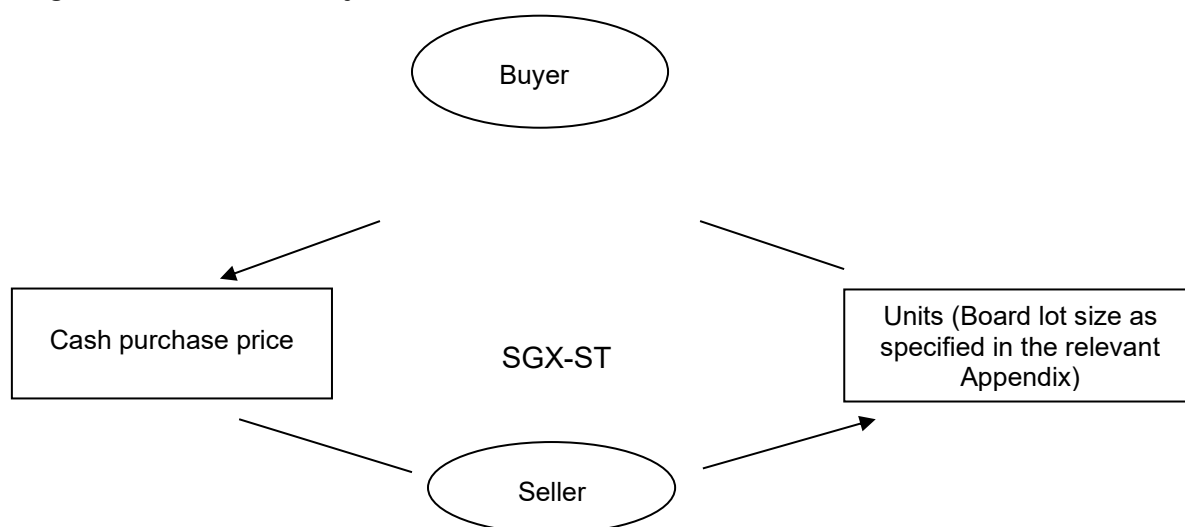 Buyer
Cash purchase price
SGX-ST
Units (Board lot size as
specified in the relevant
Appendix)
Seller